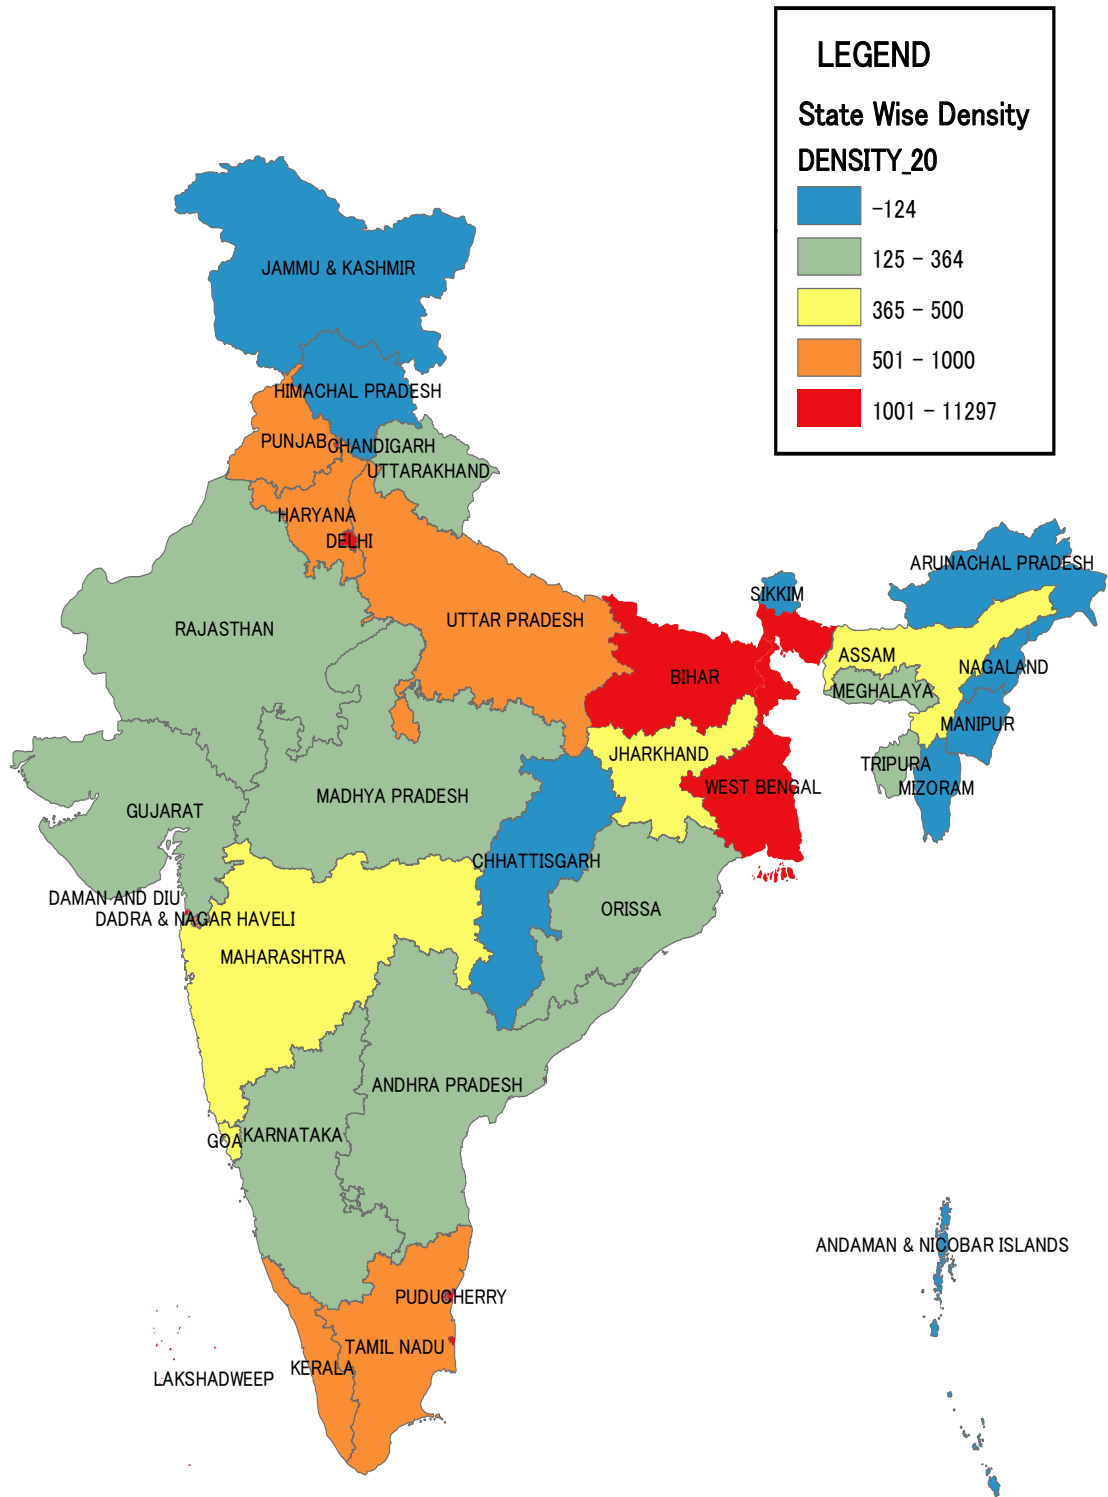 LEGEND
State Wise Density
DENSITY_20
-124
125 - 364
365 - 500
501 - 1000
1001 - 11297
JAMMU & KASHMIR
HIMACHAL PRADESH
PUNJAB
CHANDIGARH
UTTARAKHAND
HARYANA
DELHI
ARUNACHAL PRADESH
SIKKIM
RAJASTHAN
UTTAR PRADESH
ASSAM
NAGALAND
BIHAR
MEGHALAYA
MANIPUR
JHARKHAND
TRIPURA
MIZORAM
WEST BENGAL
MADHYA PRADESH
GUJARAT
CHHATTISGARH
DAMAN AND DIU
ORISSA
DADRA & NAGAR HAVELI
MAHARASHTRA
ANDHRA PRADESH
GOA
KARNATAKA
ANDAMAN & NICOBAR ISLANDS
PUDUCHERRY
TAMIL NADU
KERALA
LAKSHADWEEP